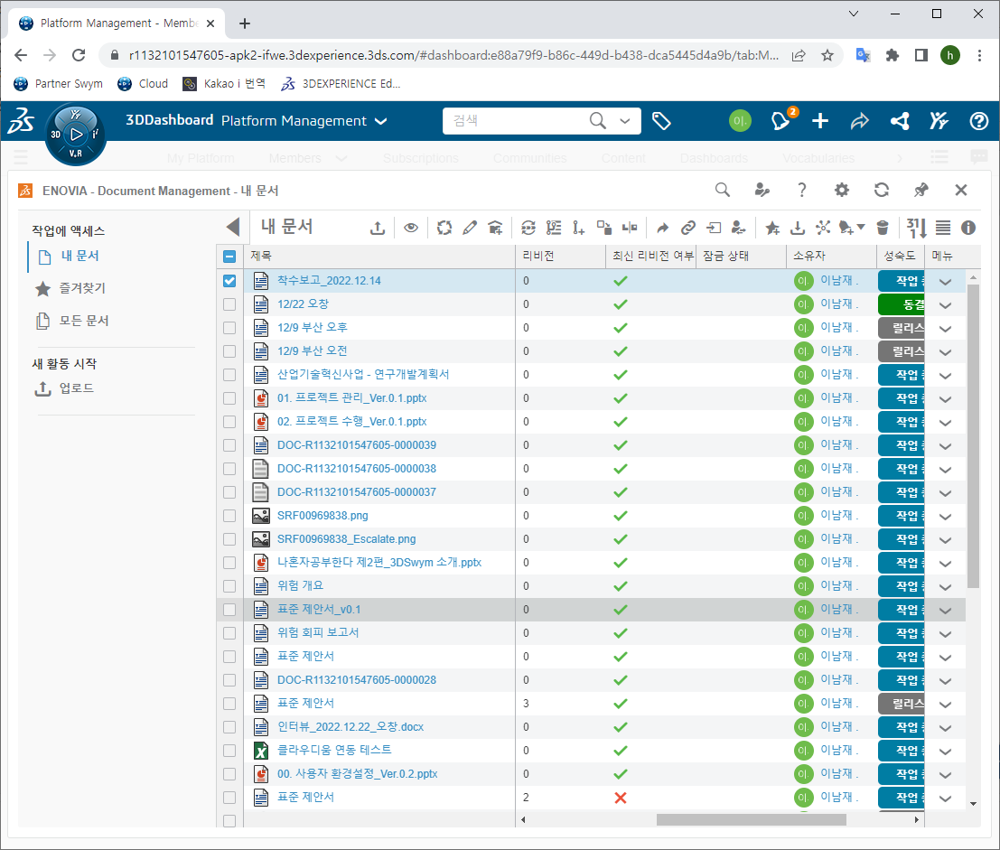 Platform Management - Membe
r1132101547605-apk2-ifwe.3dexperience.3ds.com/#dashboard:e88a79f9-b86c-449d-b438-dca5445d4a9b/tab:M...
h
Partner Swym Cloud Kakao i 번역 3DEXPERIENCE Ed...
3DDashboard Platform Management 검색 이. 2
3D V.R i²
My Platform Members Subscriptions Communities Content Dashboards Vocabularies
ENOVIA - Document Management - 내 문서
작업에 액세스
내 문서
즐겨찾기
모든 문서
새 활동 시작
업로드
내 문서
제목 리비전 최신 리비전 여부 잠금 상태 소유자 성숙도 메뉴
착수보고_2022.12.14 0 이. 이남재 . 작업 중
12/22 오창 0 이. 이남재 . 동결
12/9 부산 오후 0 이. 이남재 . 릴리스
12/9 부산 오전 0 이. 이남재 . 릴리스
산업기술혁신사업 - 연구개발계획서 0 이. 이남재 . 작업
01. 프로젝트 관리_Ver.0.1.pptx 0 이. 이남재 . 작업
02. 프로젝트 수행_Ver.0.1.pptx 0 이. 이남재 . 작업
DOC-R1132101547605-0000039 0 이. 이남재 . 작업
DOC-R1132101547605-0000038 0 이. 이남재 . 작업
DOC-R1132101547605-0000037 0 이. 이남재 . 작업
SRF00969838.png 0 이. 이남재 . 작업
SRF00969838_Escalate.png 0 이. 이남재 . 작업
나혼자공부한다 제2편_3DSwym 소개.pptx 0 이. 이남재 . 작업
위험 개요 0 이. 이남재 . 작업
표준 제안서_v0.1 0 이. 이남재 . 작업
위험 회피 보고서 0 이. 이남재 . 작업
표준 제안서 0 이. 이남재 . 작업
DOC-R1132101547605-0000028 0 이. 이남재 . 작업
표준 제안서 3 이. 이남재 . 릴리스
인터뷰_2022.12.22_오창.docx 0 이. 이남재 . 작업
클라우디움 연동 테스트 0 이. 이남재 . 작업
00. 사용자 환경설정_Ver.0.2.pptx 0 이. 이남재 . 작업
표준 제안서 2 이. 이남재 . 작업